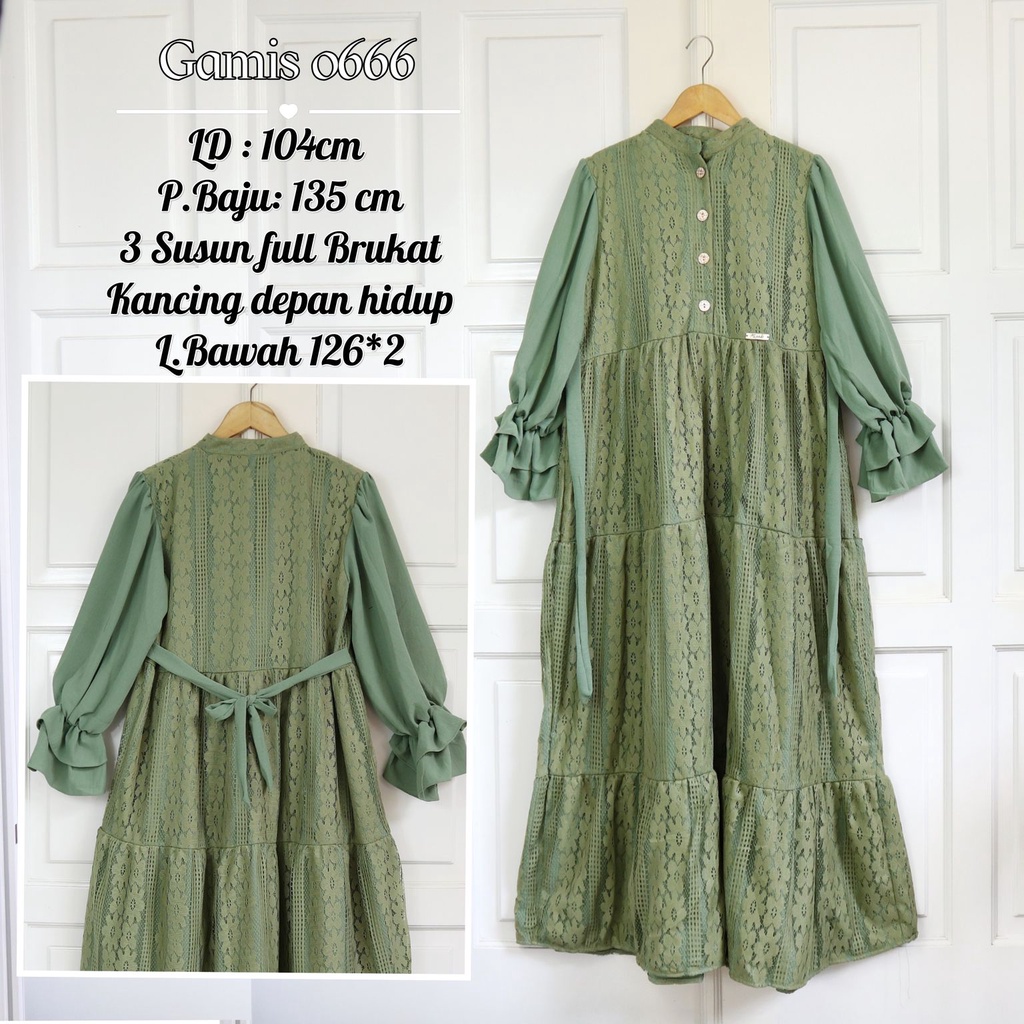 Gamis o666
LD : 104cm
P.Baju: 135 cm
3 Susun full Brukat
Kancing depan hidup
L.Bawah 126*2